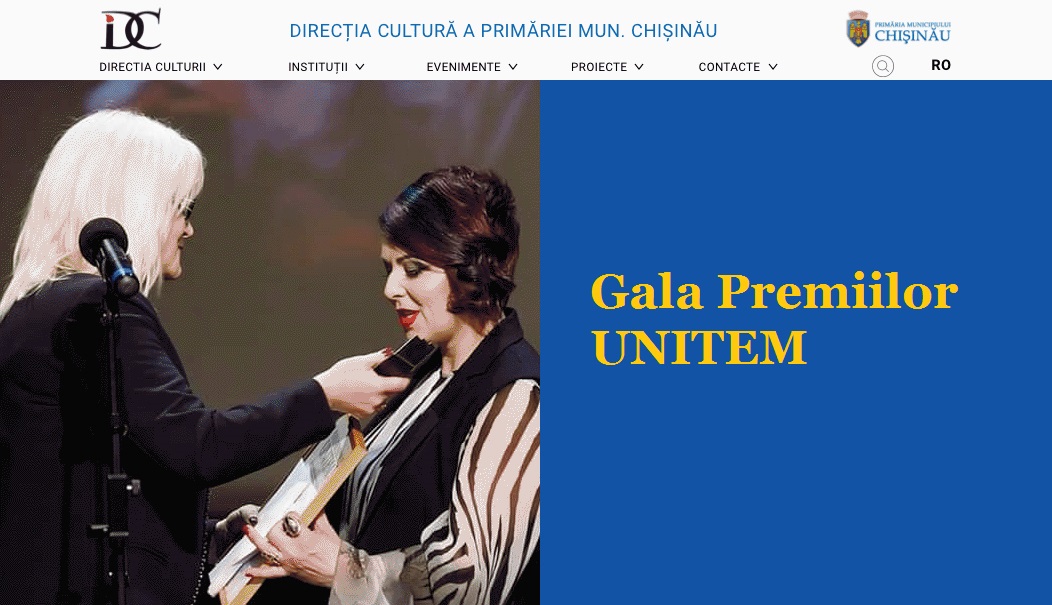 DC
DIRECȚIA CULTURĂ A PRIMĂRIEI MUN. CHIȘINĂU
PRIMĂRIA MUNICIPIULUI
CHIȘINĂU
DIRECTIA CULTURII
INSTITUȚII
EVENIMENTE
PROIECTE
CONTACTE
RO
Gala Premiilor
UNITEM